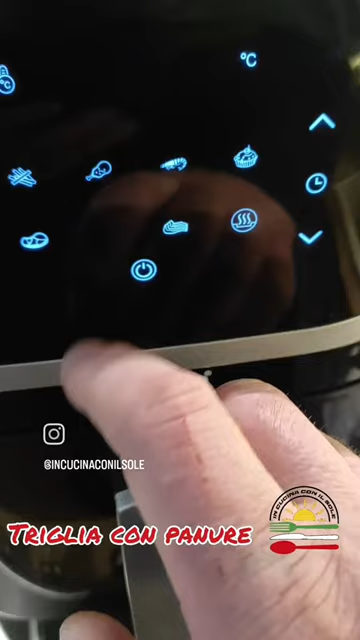 °C
°C
@INCUCINACONILSOLE
IN CUCINA CON IL SOLE
TRIGLIA CON PANURE